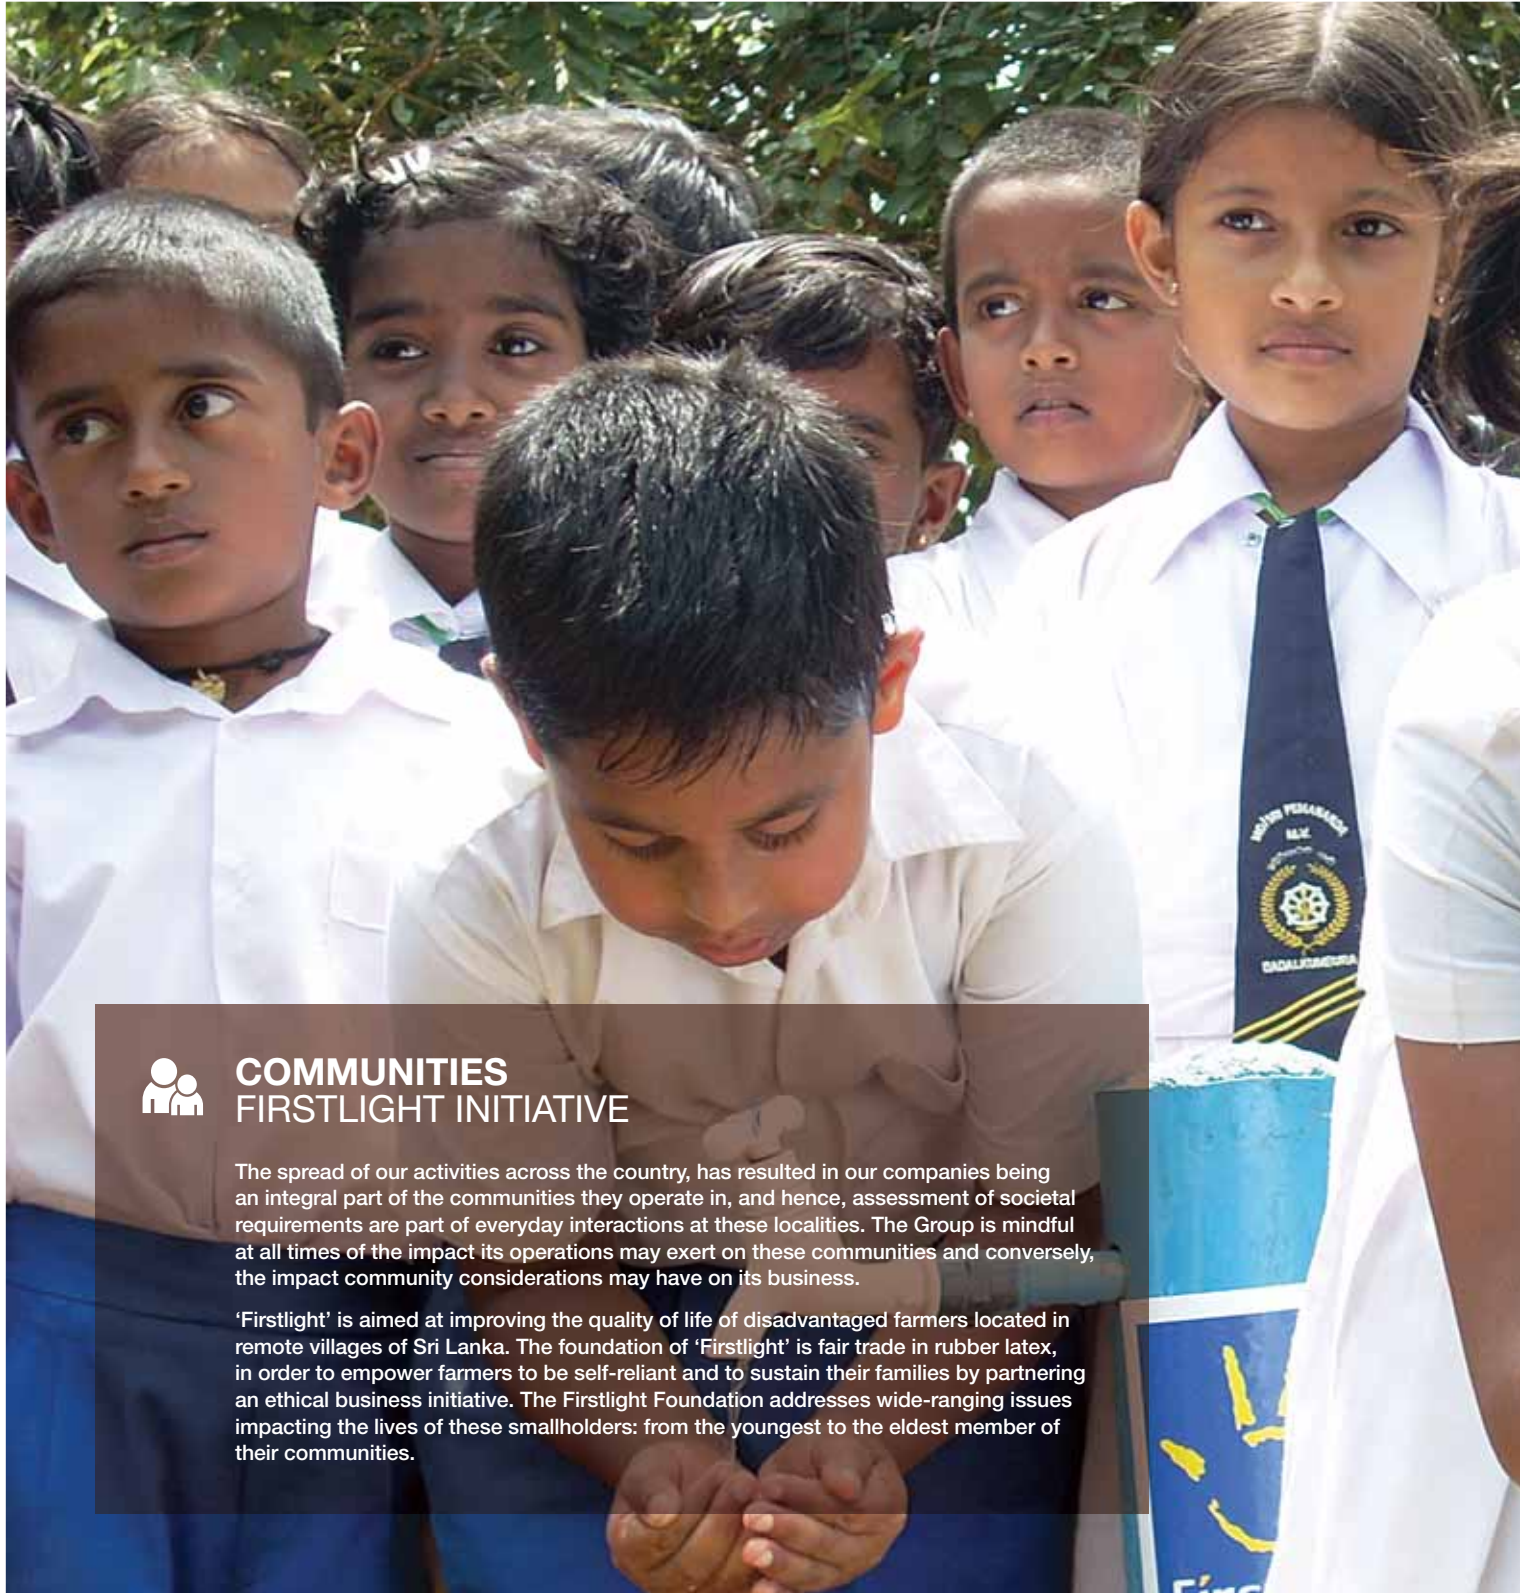 M.V.
COMMUNITIES
FIRSTLIGHT INITIATIVE
The spread of our activities across the country, has resulted in our companies being
an integral part of the communities they operate in, and hence, assessment of societal
requirements are part of everyday interactions at these localities. The Group is mindful
at all times of the impact its operations may exert on these communities and conversely,
the impact community considerations may have on its business.
‘Firstlight’ is aimed at improving the quality of life of disadvantaged farmers located in
remote villages of Sri Lanka. The foundation of ‘Firstlight’ is fair trade in rubber latex,
in order to empower farmers to be self-reliant and to sustain their families by partnering
an ethical business initiative. The Firstlight Foundation addresses wide-ranging issues
impacting the lives of these smallholders: from the youngest to the eldest member of
their communities.